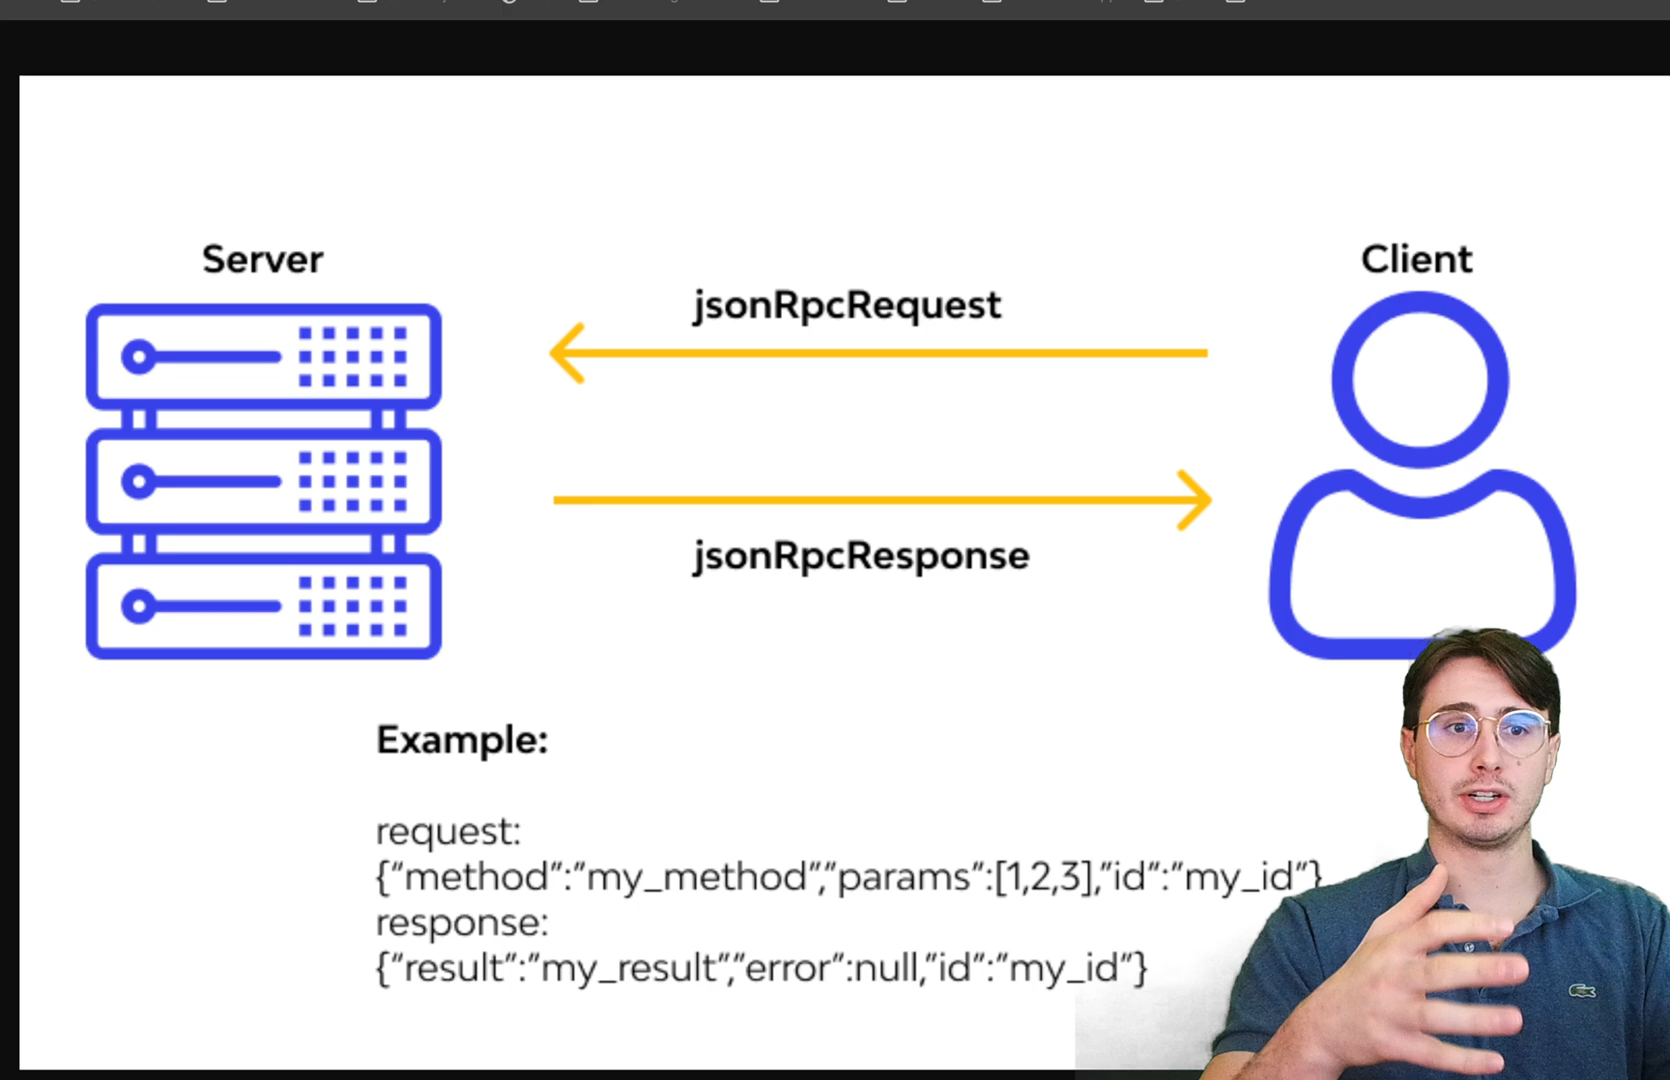 Server
Client
jsonRpcRequest
jsonRpcResponse
Example:
request:
{“method”:”my_method”,”params”:[1,2,3],”id”:”my_id”}
response:
{“result”:”my_result”,”error”:null,”id”:”my_id”}